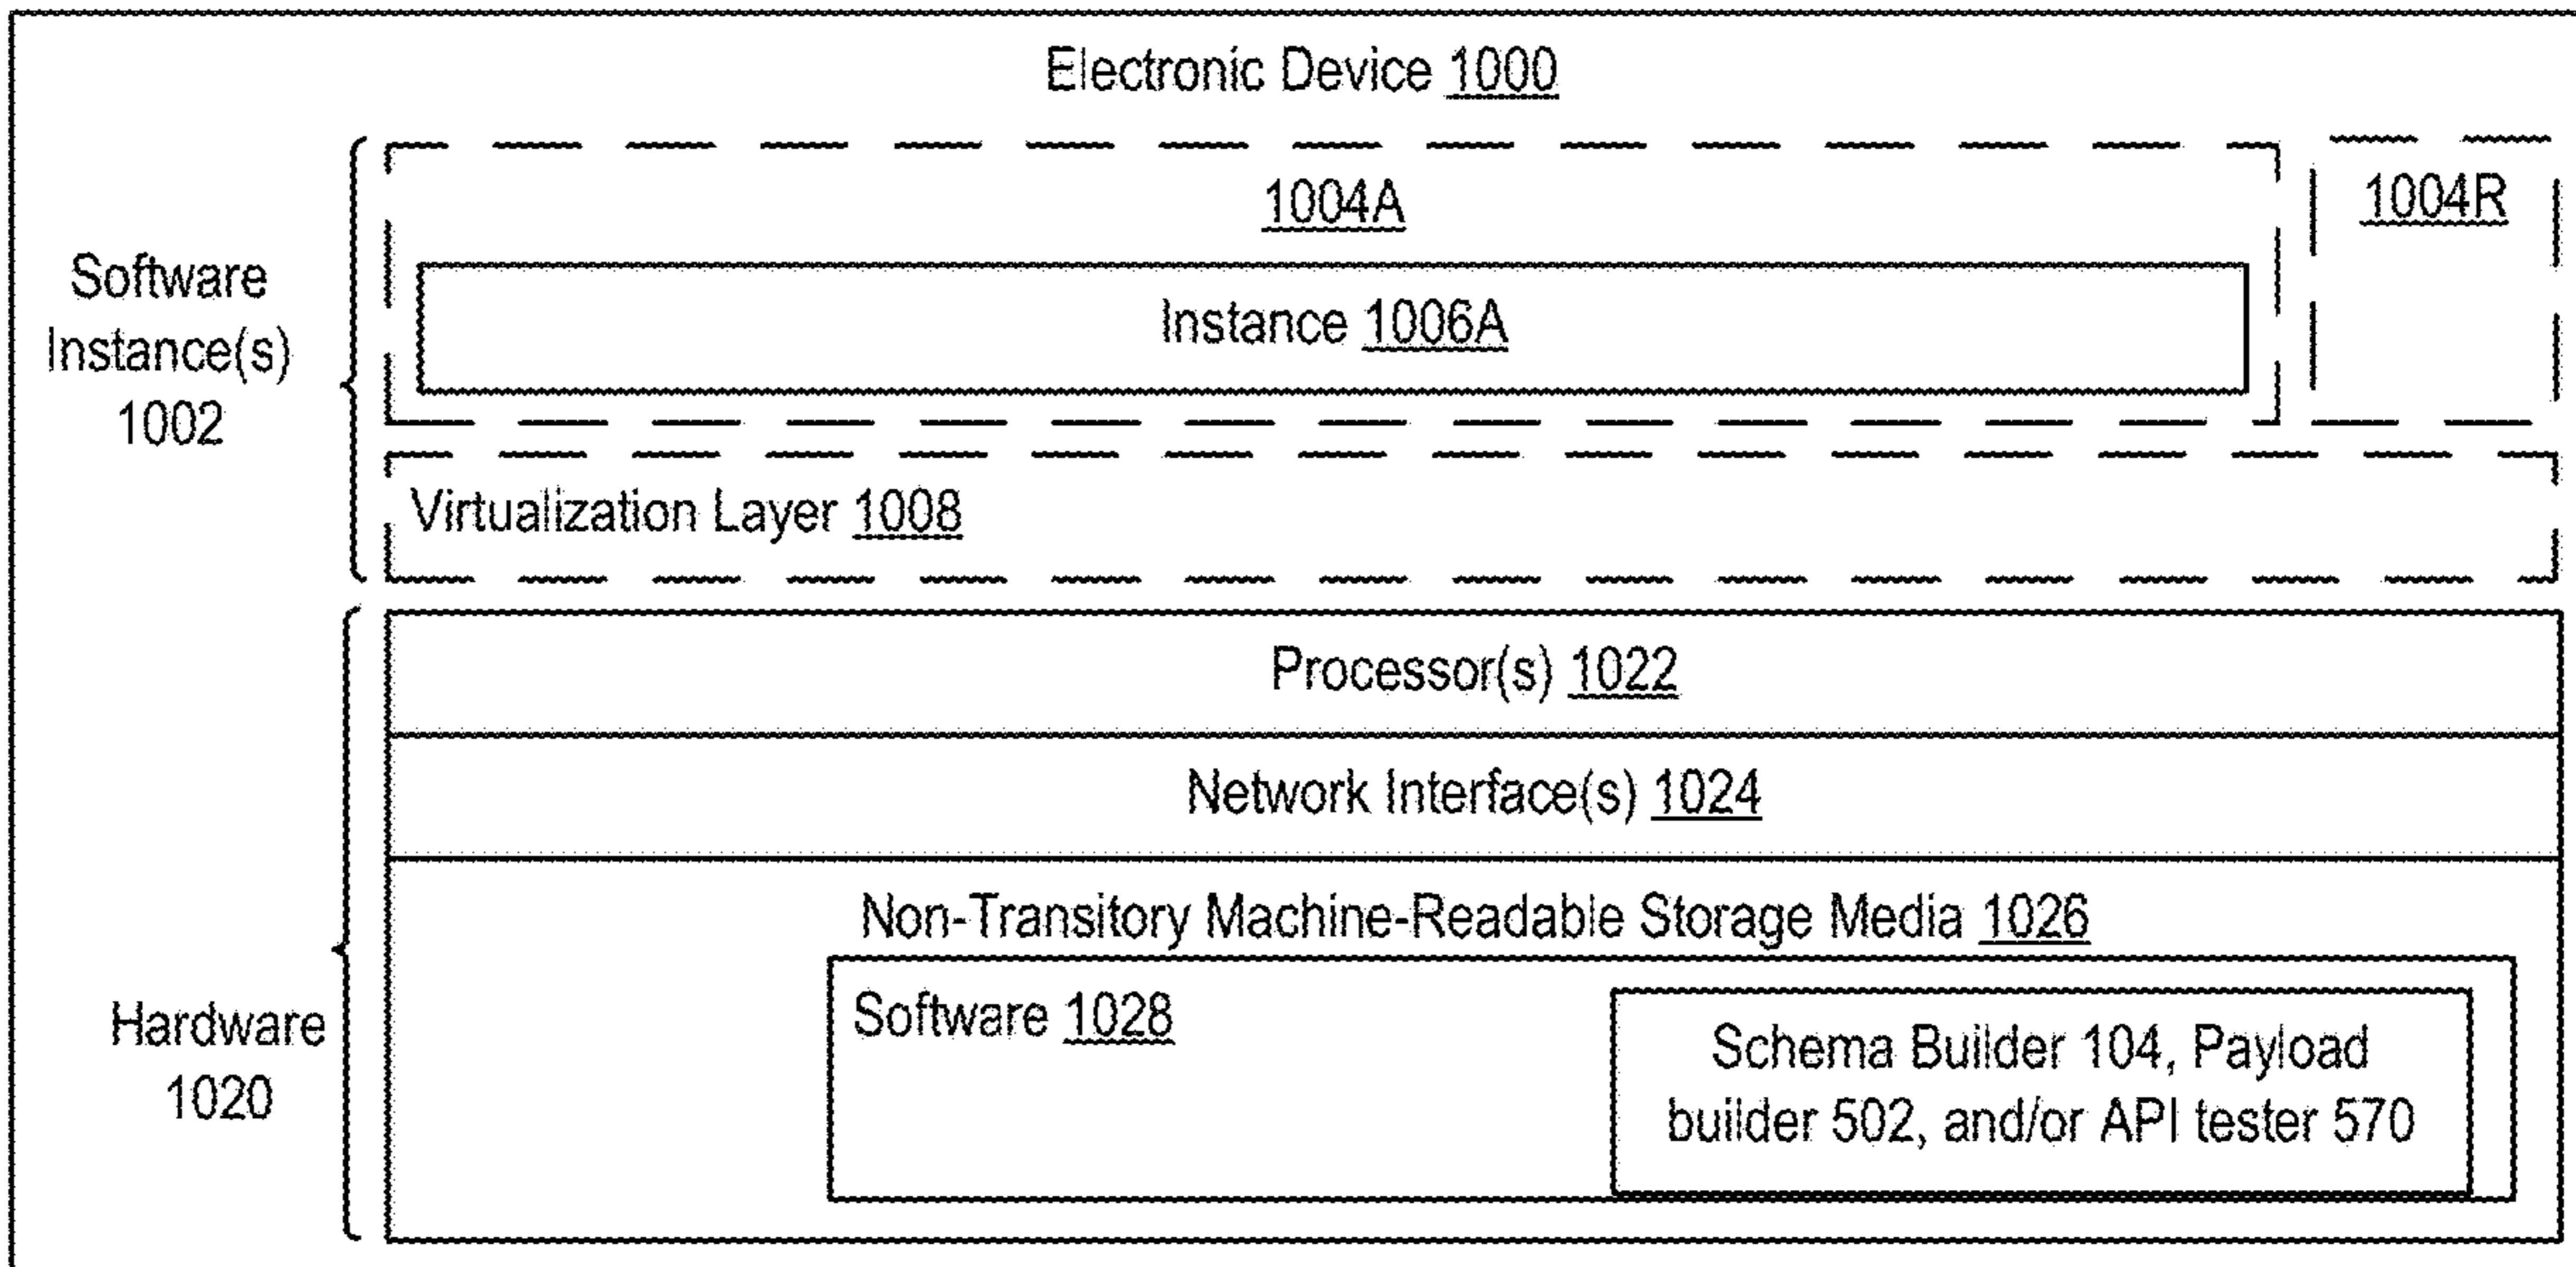 Electronic Device 1000
1004A
1004R
Software
Instance(s)
1002
Instance 1006A
Virtualization Layer 1008
Processor(s) 1022
Network Interface(s) 1024
Non-Transitory Machine-Readable Storage Media 1026
Hardware
1020
Software 1028
Schema Builder 104, Payload
builder 502, and/or API tester 570